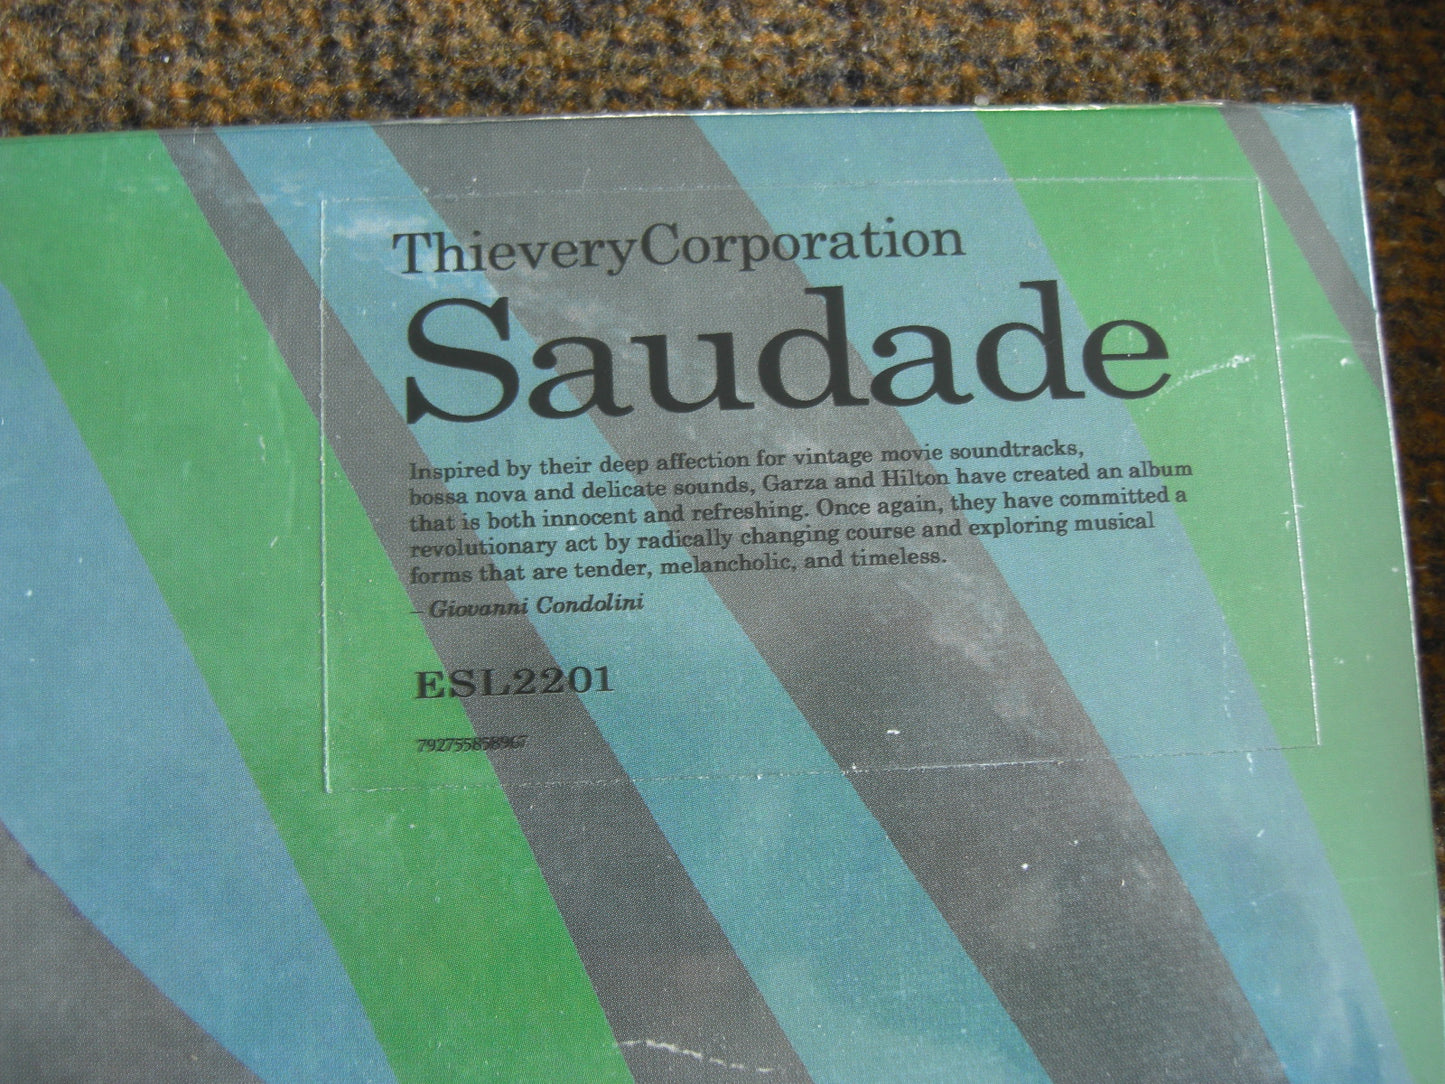 ThieveryCorporation
Saudade
Inspired by their deep affection for vintage movie soundtracks,
bossa nova and delicate sounds, Garza and Hilton have created an album
that is both innocent and refreshing. Once again, they have committed a
revolutionary act by radically changing course and exploring musical
forms that are tender, melancholic, and timeless.
– Giovanni Condolini
ESL2201
792755858967